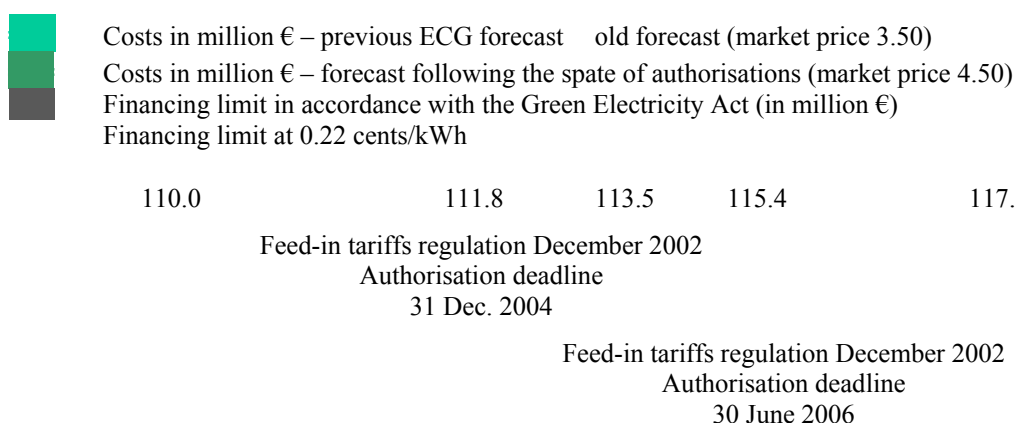 Costs in million € – previous ECG forecast old forecast (market price 3.50)
Costs in million € – forecast following the spate of authorisations (market price 4.50)
Financing limit in accordance with the Green Electricity Act (in million €)
Financing limit at 0.22 cents/kWh
110.0 111.8 113.5 115.4 117.
Feed-in tariffs regulation December 2002
Authorisation deadline
31 Dec. 2004
Feed-in tariffs regulation December 2002
Authorisation deadline
30 June 2006